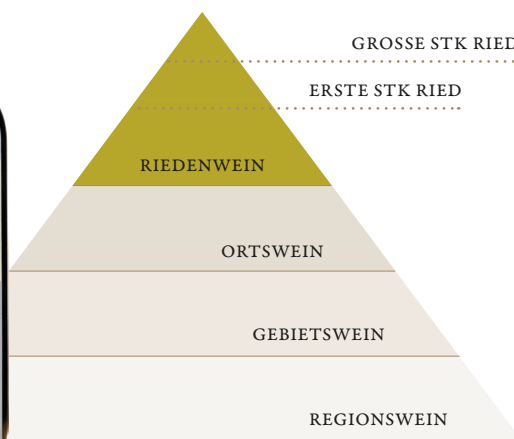 GROSSE STK RIED
ERSTE STK RIED
RIEDENWEIN
ORTSWEIN
GEBIETSWEIN
REGIONSWEIN